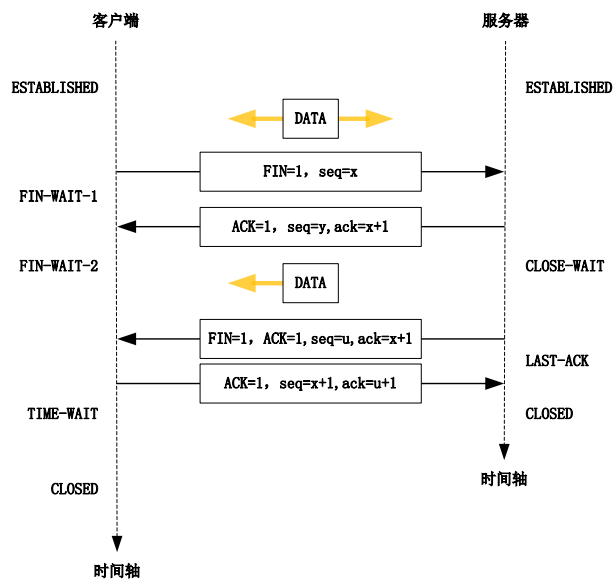 客户端
服务器
ESTABLISHED
ESTABLISHED
DATA
FIN=1, seq=x
FIN-WAIT-1
ACK=1, seq=y,ack=x+1
FIN-WAIT-2
CLOSE-WAIT
DATA
FIN=1, ACK=1,seq=u,ack=x+1
LAST-ACK
ACK=1, seq=x+1,ack=u+1
TIME-WAIT
CLOSED
时间轴
CLOSED
时间轴